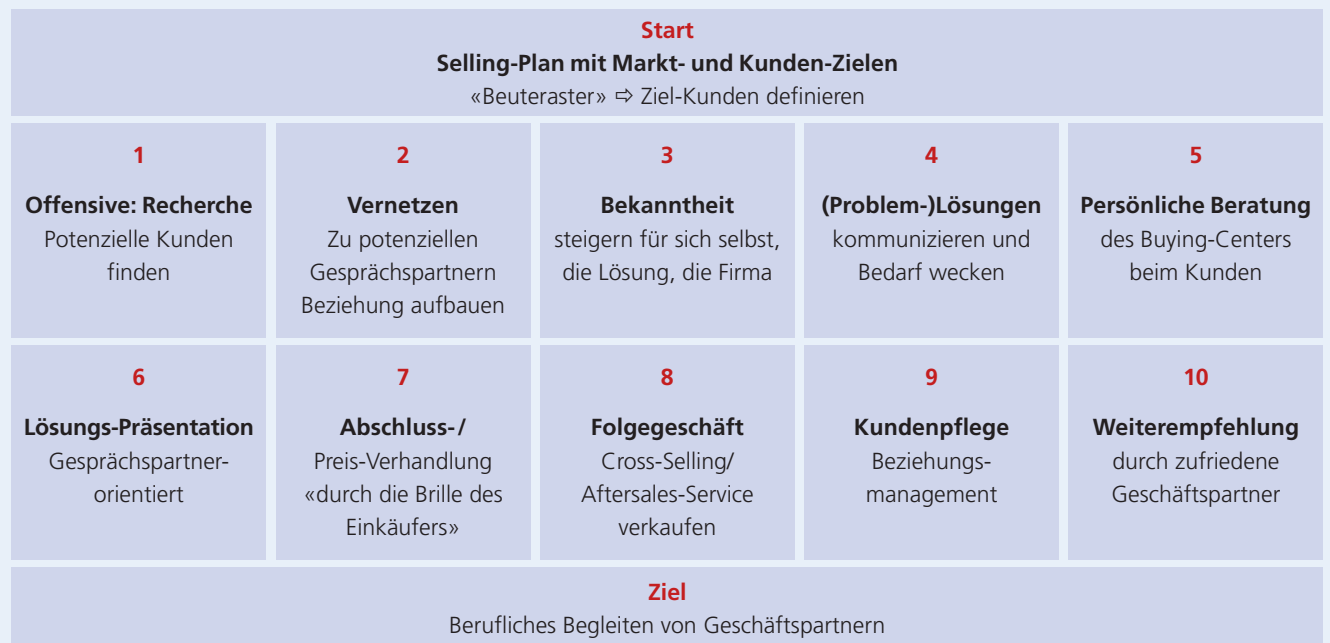 Start
Selling-Plan mit Markt- und Kunden-Zielen
«Beuteraster» ⇨ Ziel-Kunden definieren
1
Offensive: Recherche
Potenzielle Kunden
finden
2
Vernetzen
Zu potenziellen
Gesprächspartnern
Beziehung aufbauen
3
Bekanntheit
steigern für sich selbst,
die Lösung, die Firma
4
(Problem-)Lösungen
kommunizieren und
Bedarf wecken
5
Persönliche Beratung
des Buying-Centers
beim Kunden
6
Lösungs-Präsentation
Gesprächspartner-
orientiert
7
Abschluss-/
Preis-Verhandlung
«durch die Brille des
Einkäufers»
8
Folgegeschäft
Cross-Selling/
Aftersales-Service
verkaufen
9
Kundenpflege
Beziehungs-
management
10
Weiterempfehlung
durch zufriedene
Geschäftspartner
Ziel
Berufliches Begleiten von Geschäftspartnern